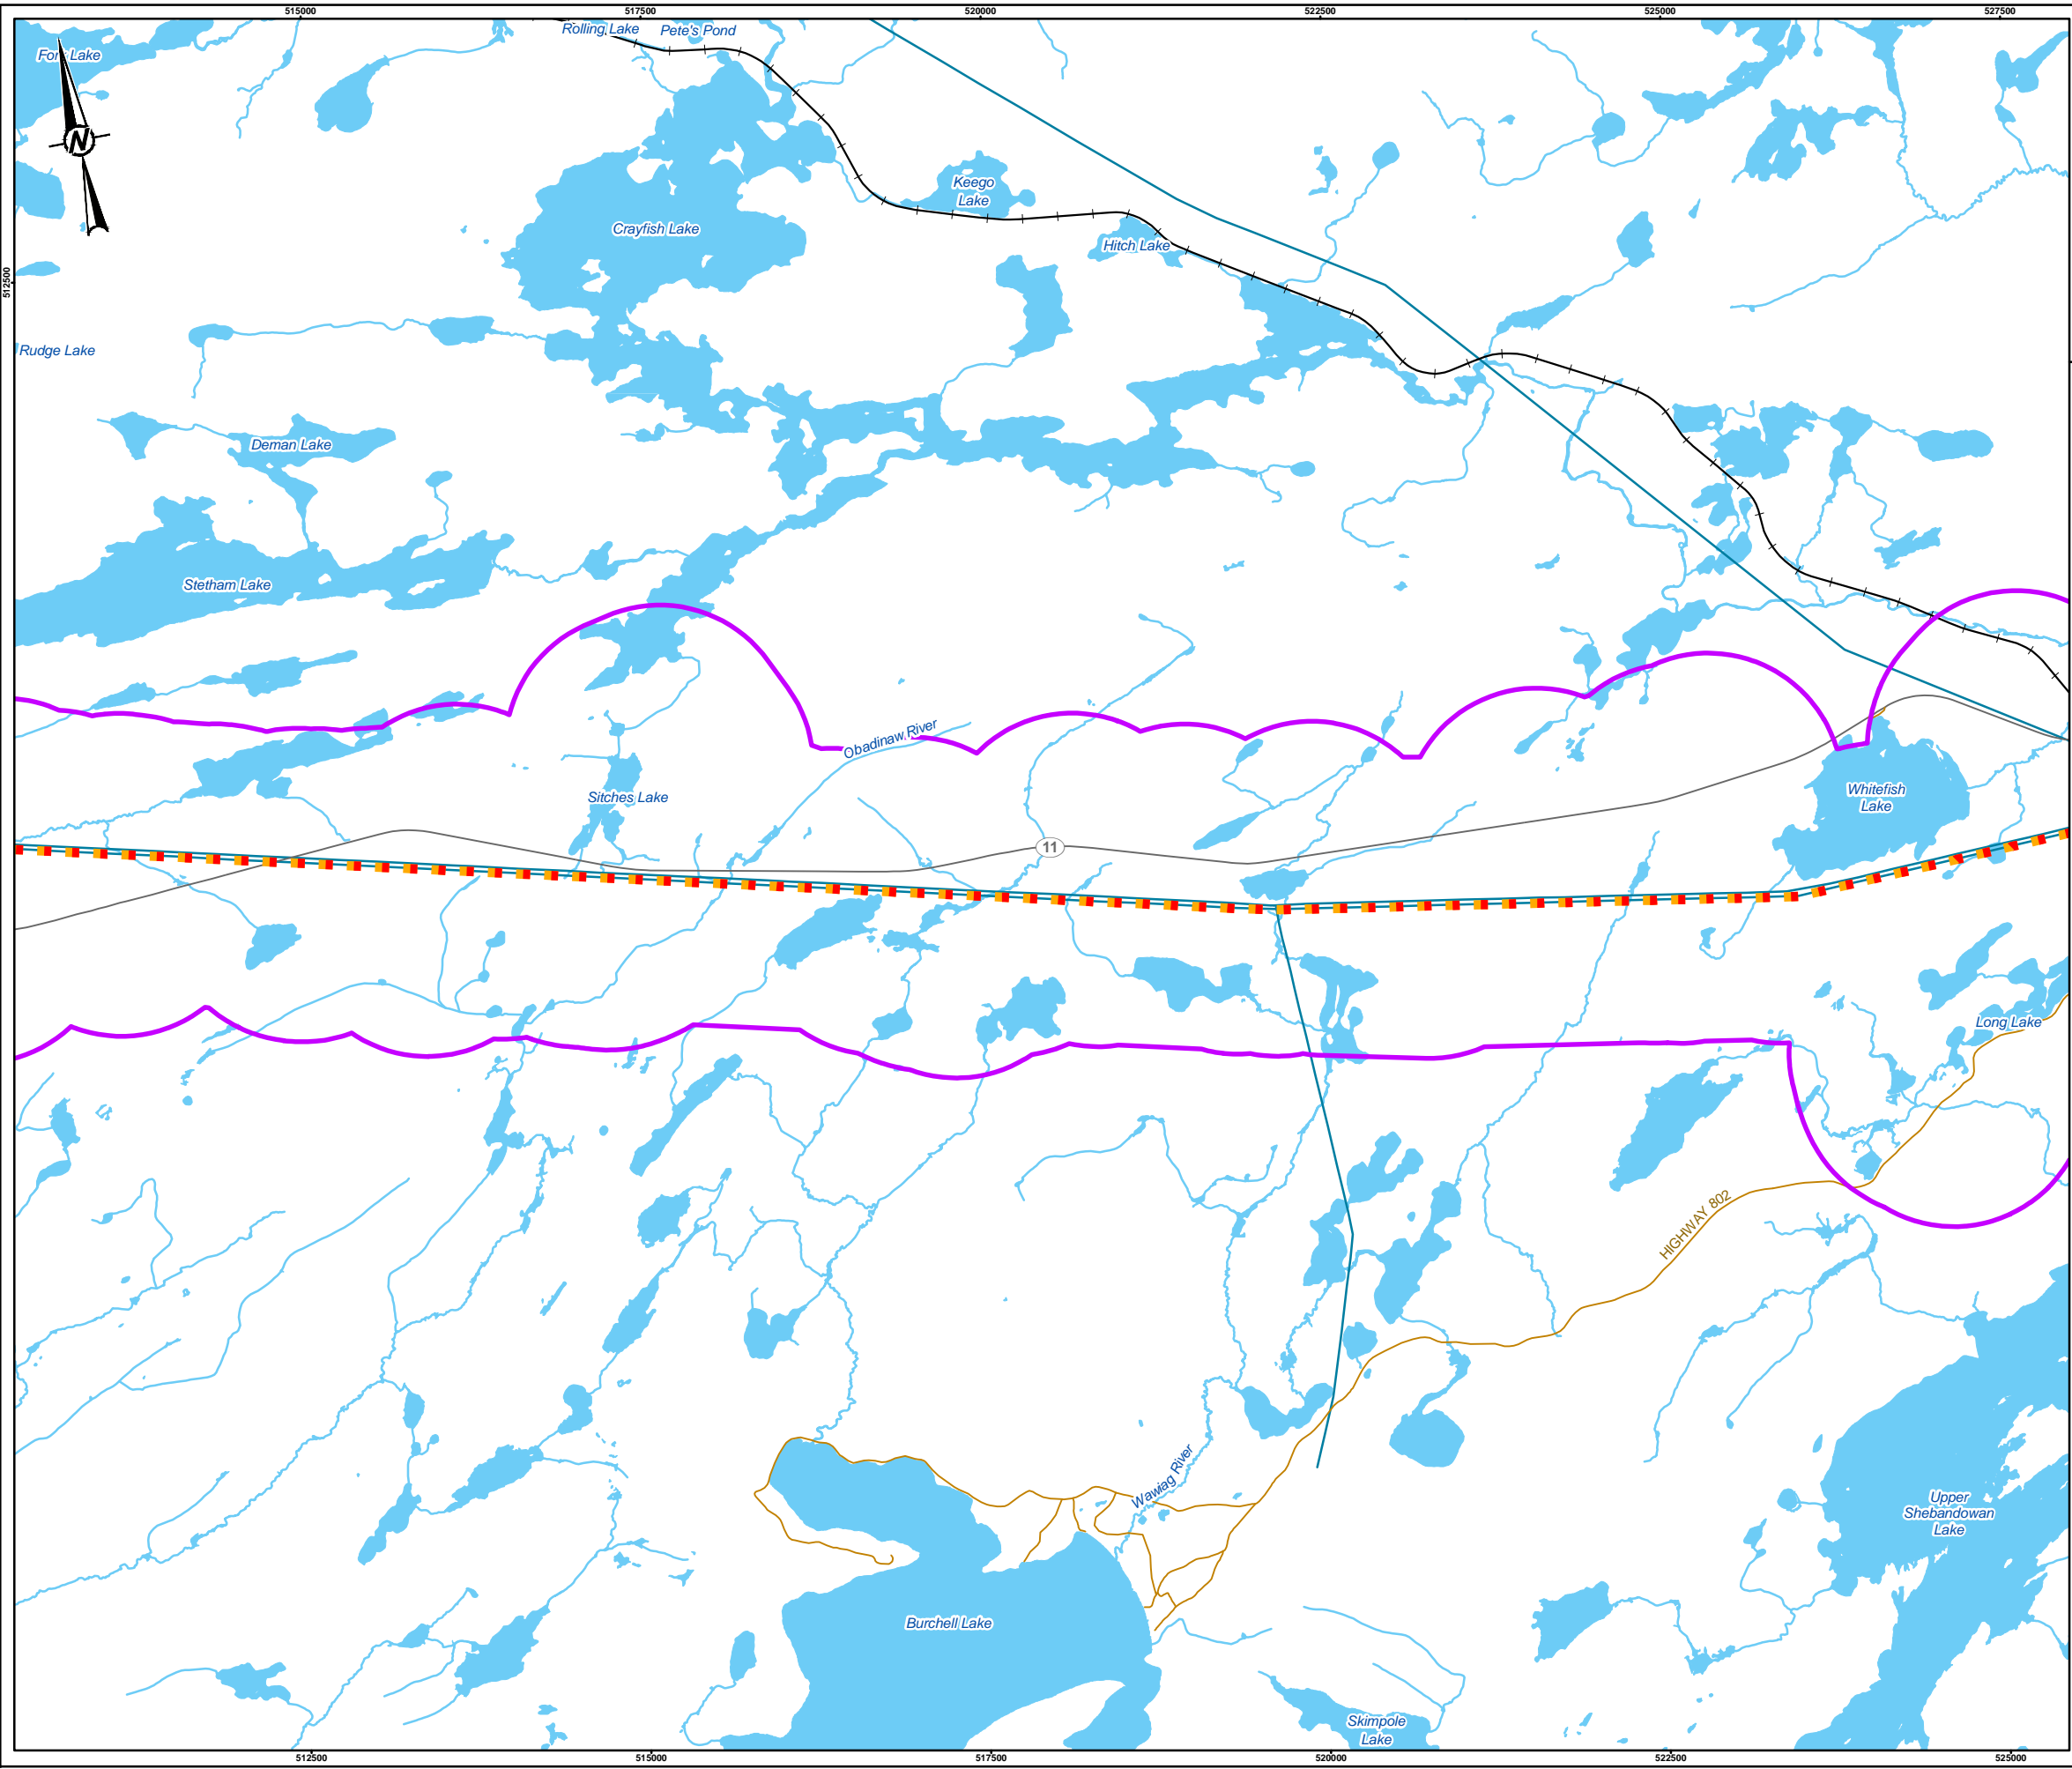 515000
517500
520000
522500
525000
527500
Rolling Lake
Pete's Pond
Fork Lake
N
Keego
Lake
Crayfish Lake
Hitch Lake
512500
Rudge Lake
Deman Lake
Stetham Lake
Obadinaw River
Sitches Lake
Whitefish
Lake
11
Long Lake
HIGHWAY 802
Wawiag River
Upper
Shebandowan
Lake
Burchell Lake
Skimpole
Lake
512500
515000
517500
520000
522500
525000